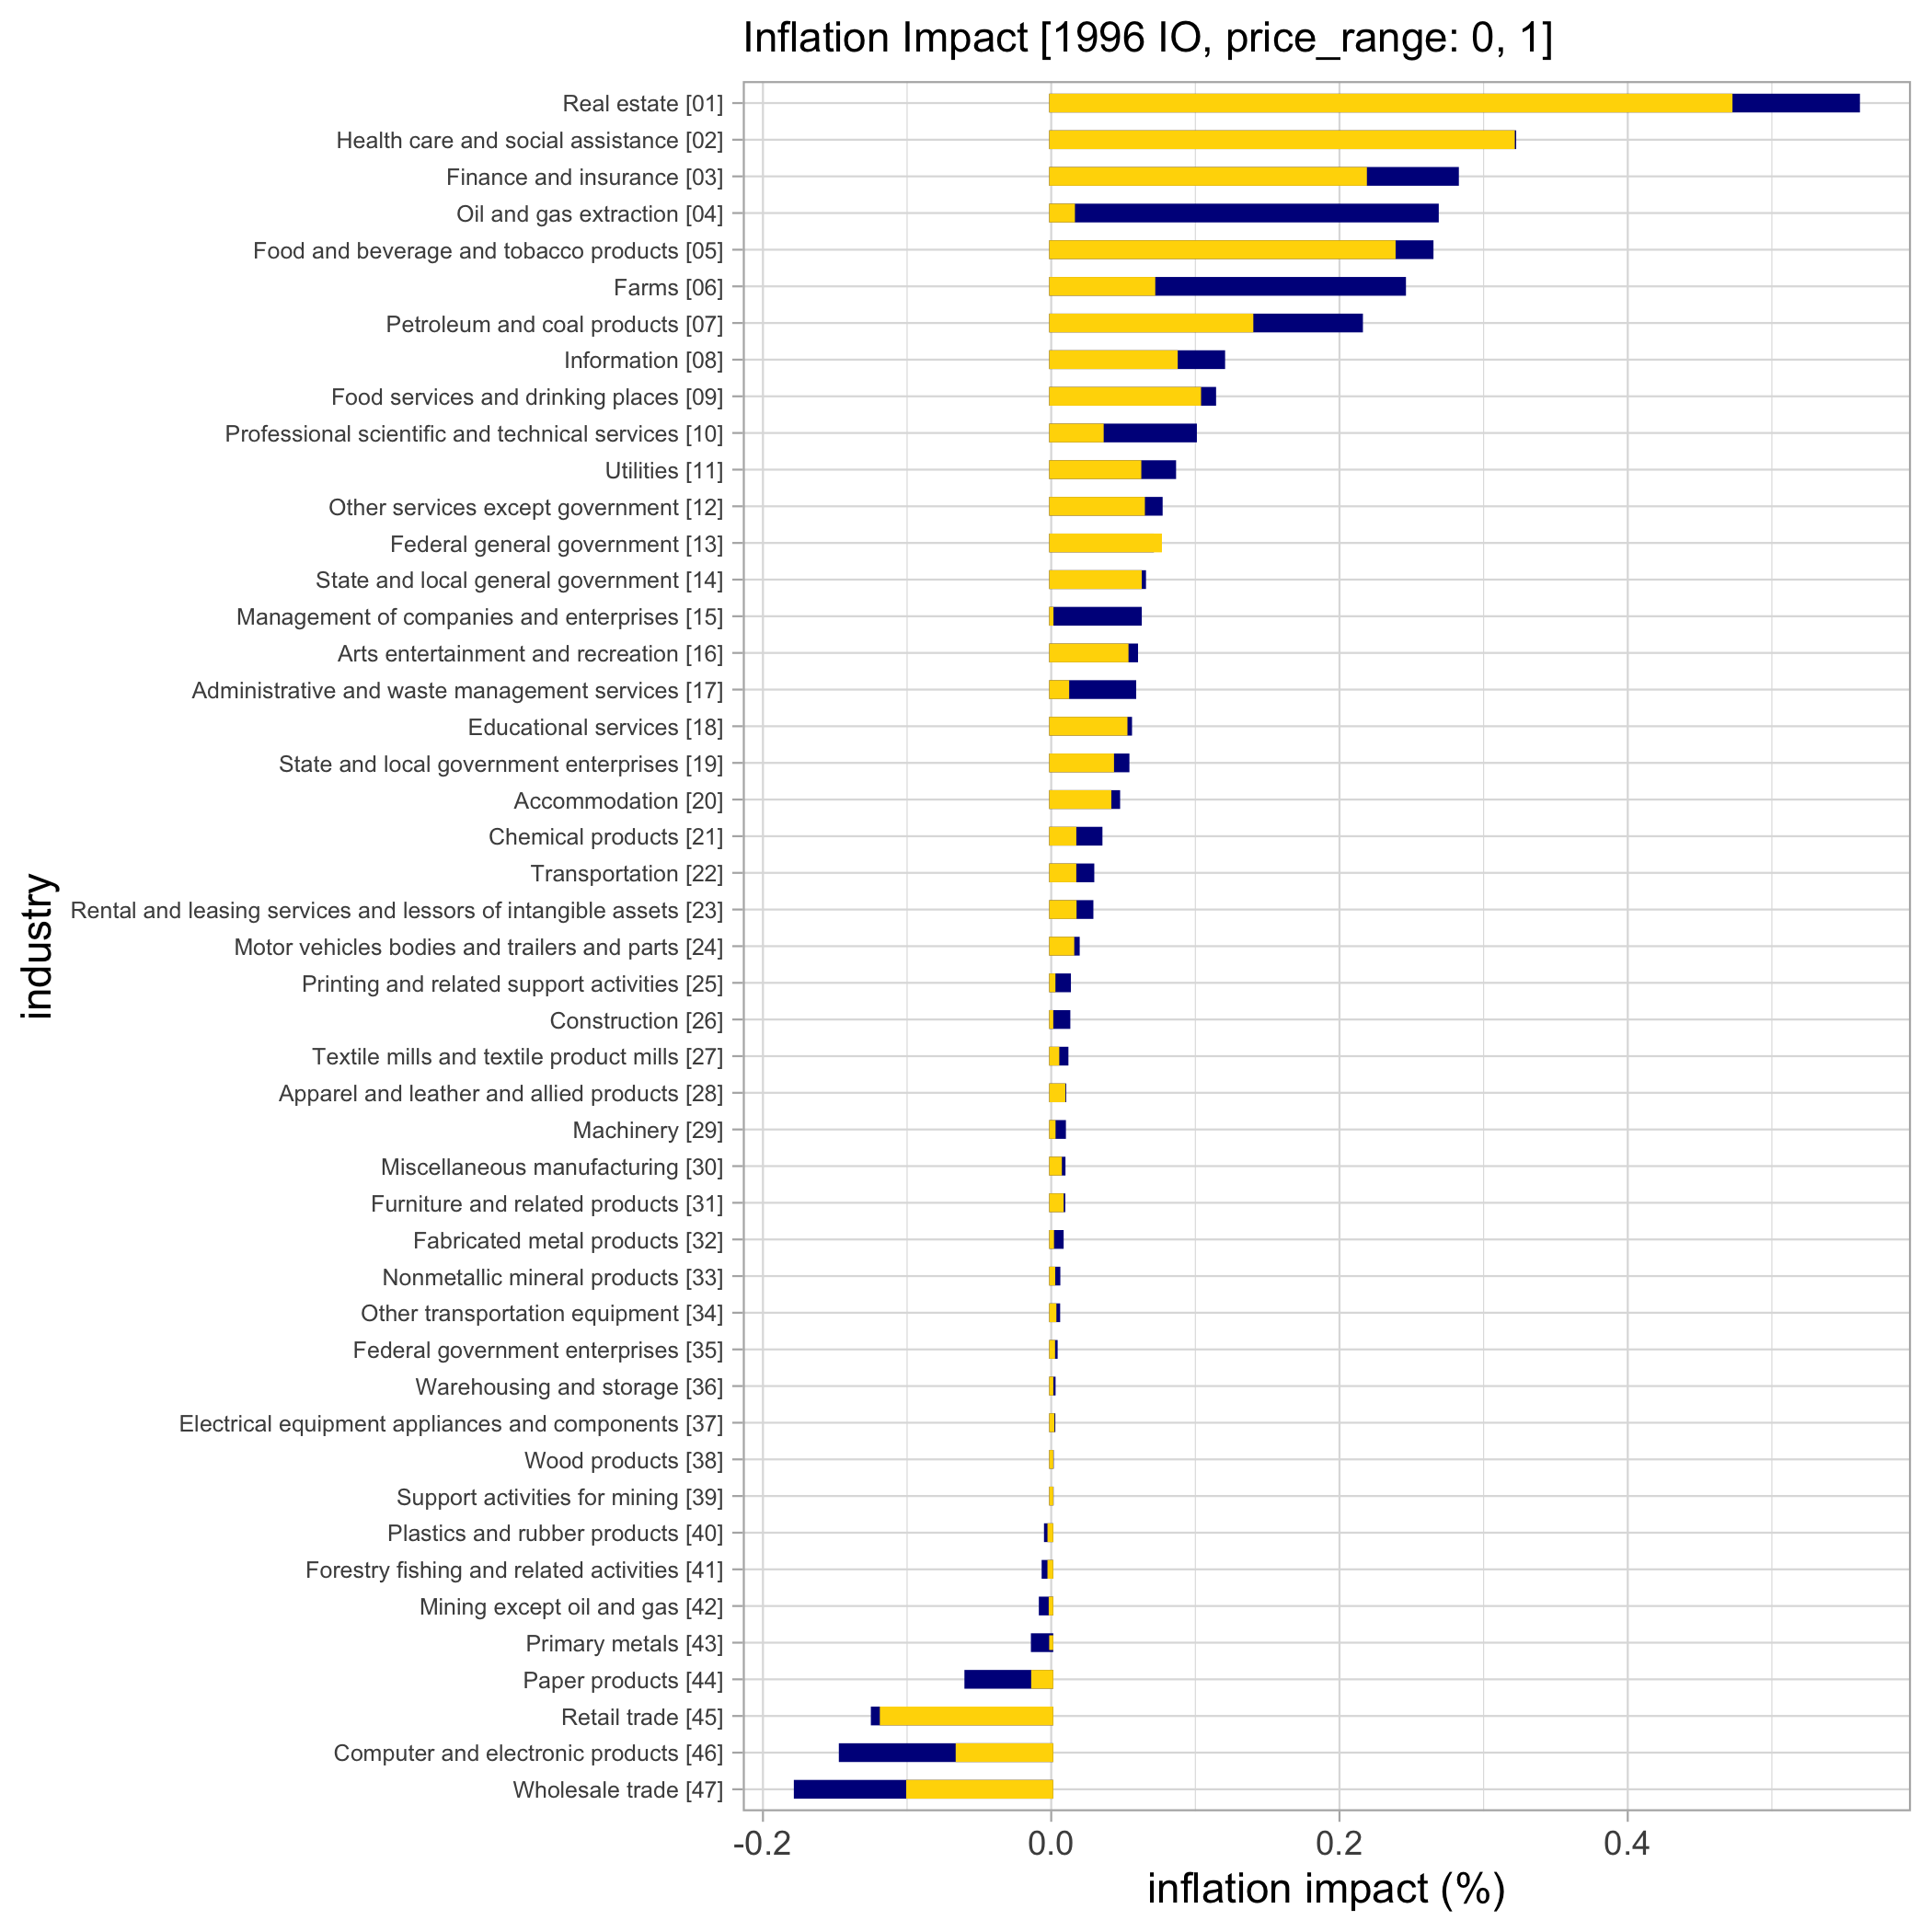 Inflation Impact [1996 IO, price_range: 0, 1]
Real estate [01]
Health care and social assistance [02]
Finance and insurance [03]
Oil and gas extraction [04]
Food and beverage and tobacco products [05]
Farms [06]
Petroleum and coal products [07]
Information [08]
Food services and drinking places [09]
Professional scientific and technical services [10]
Utilities [11]
Other services except government [12]
Federal general government [13]
State and local general government [14]
Management of companies and enterprises [15]
Arts entertainment and recreation [16]
Administrative and waste management services [17]
Educational services [18]
State and local government enterprises [19]
Accommodation [20]
Chemical products [21]
Transportation [22]
Rental and leasing services and lessors of intangible assets [23]
Motor vehicles bodies and trailers and parts [24]
Printing and related support activities [25]
Construction [26]
Textile mills and textile product mills [27]
Apparel and leather and allied products [28]
Machinery [29]
Miscellaneous manufacturing [30]
Furniture and related products [31]
Fabricated metal products [32]
Nonmetallic mineral products [33]
Other transportation equipment [34]
Federal government enterprises [35]
Warehousing and storage [36]
Electrical equipment appliances and components [37]
Wood products [38]
Support activities for mining [39]
Plastics and rubber products [40]
Forestry fishing and related activities [41]
Mining except oil and gas [42]
Primary metals [43]
Paper products [44]
Retail trade [45]
Computer and electronic products [46]
Wholesale trade [47]
industry
-0.2 0.0 0.2 0.4
inflation impact (%)